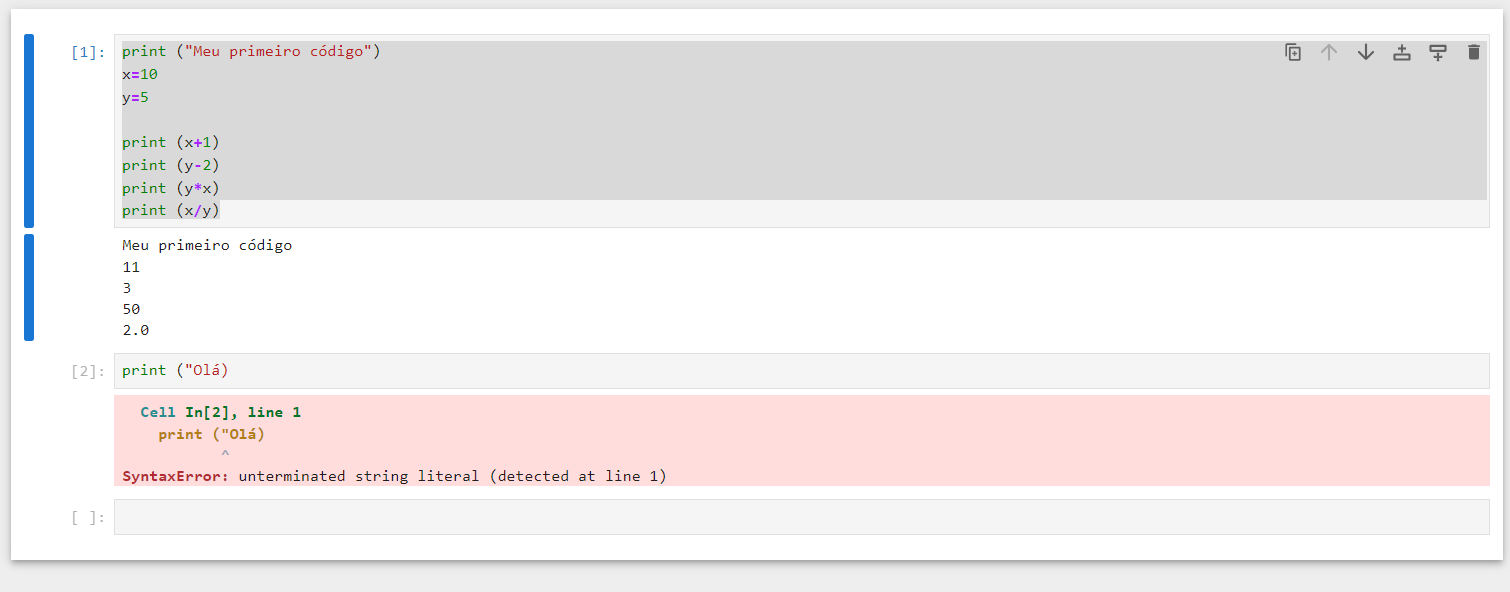 [1]: print ("Meu primeiro código")
x=10
y=5
print (x+1)
print (y-2)
print (y*x)
print (x/y)
Meu primeiro código
11
3
50
2.0
[2]: print ("Olá)
Cell In[2], line 1
print ("Olá)
^
SyntaxError: unterminated string literal (detected at line 1)
[ ]: